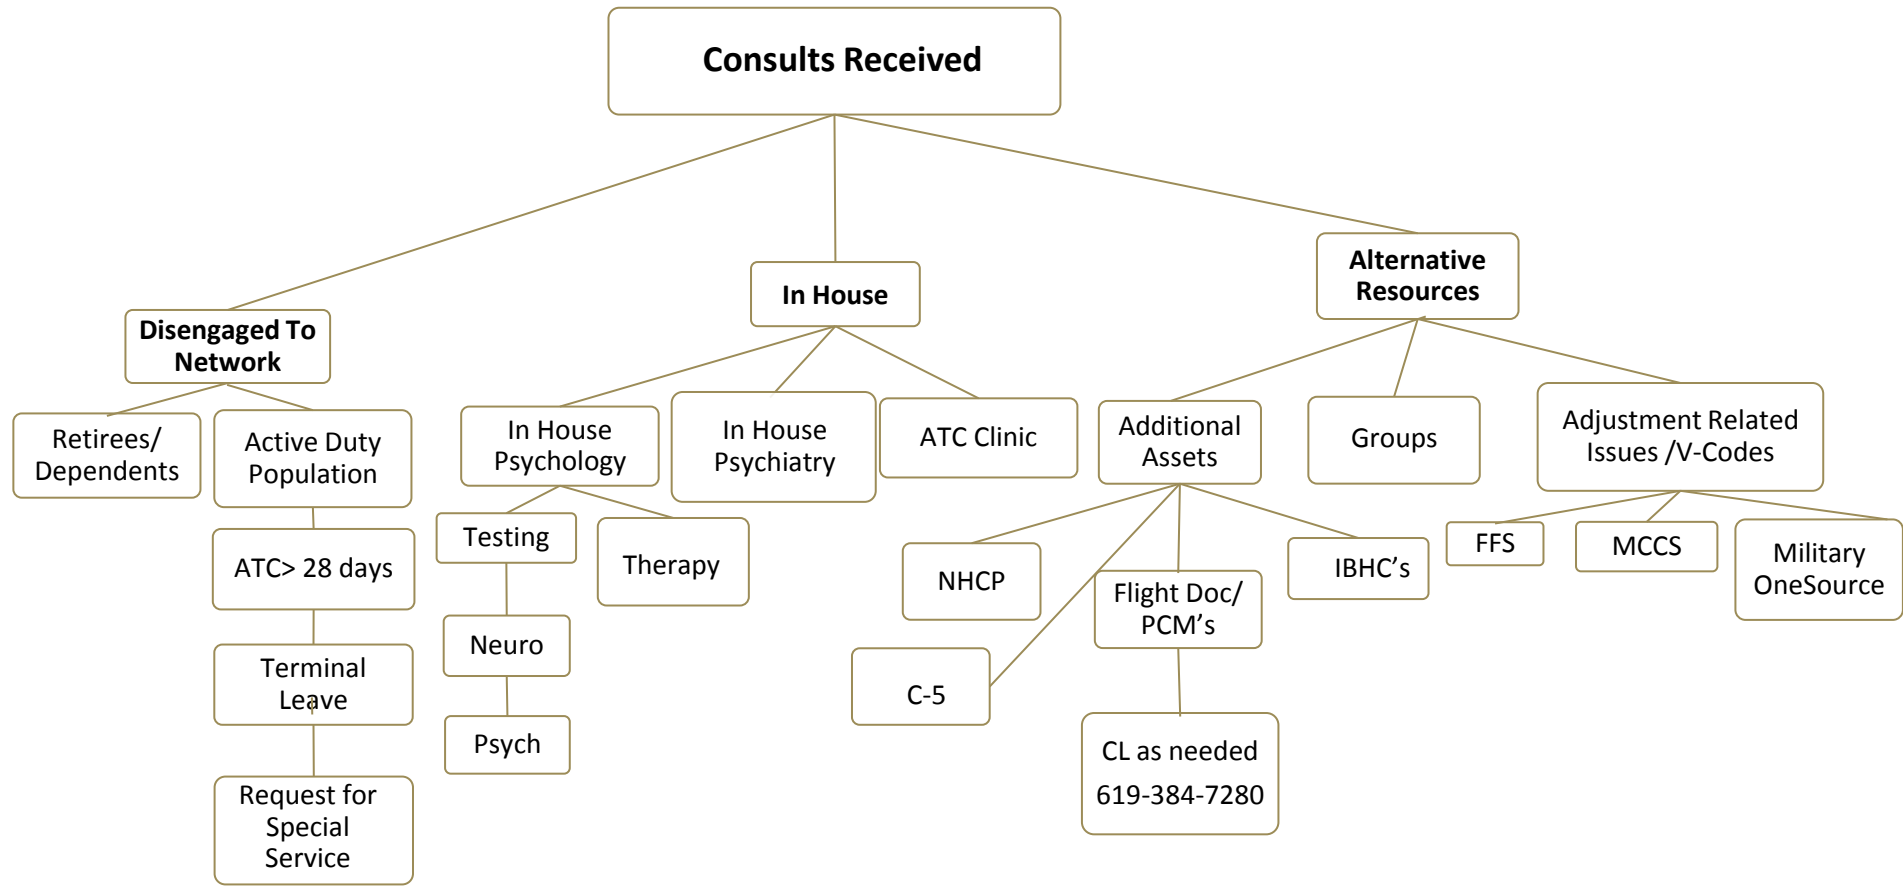 Consults Received
Disengaged To
Network
Retirees/
Dependents
Active Duty
Population
ATC> 28 days
Terminal
Leave
Request for
Special
Service
In House
In House
Psychology
Testing
Neuro
Psych
Therapy
In House
Psychiatry
ATC Clinic
Alternative
Resources
Additional
Assets
NHCP
C-5
Flight Doc/
PCM's
CL as needed
619-384-7280
IBHC’s
Groups
Adjustment Related
Issues /V-Codes
FFS
MCCS
Military
OneSource